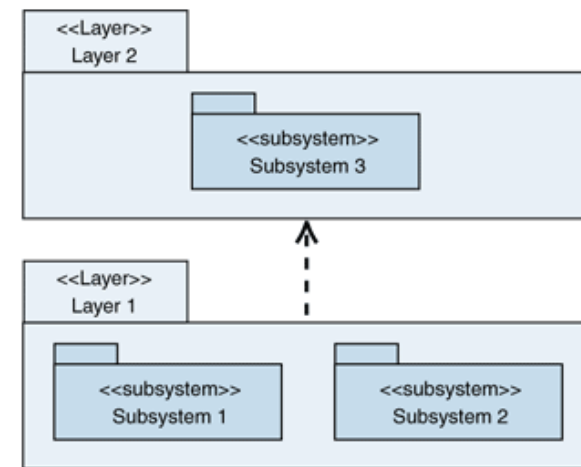 <<Layer>>
Layer 2
<<subsystem>>
Subsystem 3
<<Layer>>
Layer 1
<<subsystem>>
Subsystem 1
<<subsystem>>
Subsystem 2